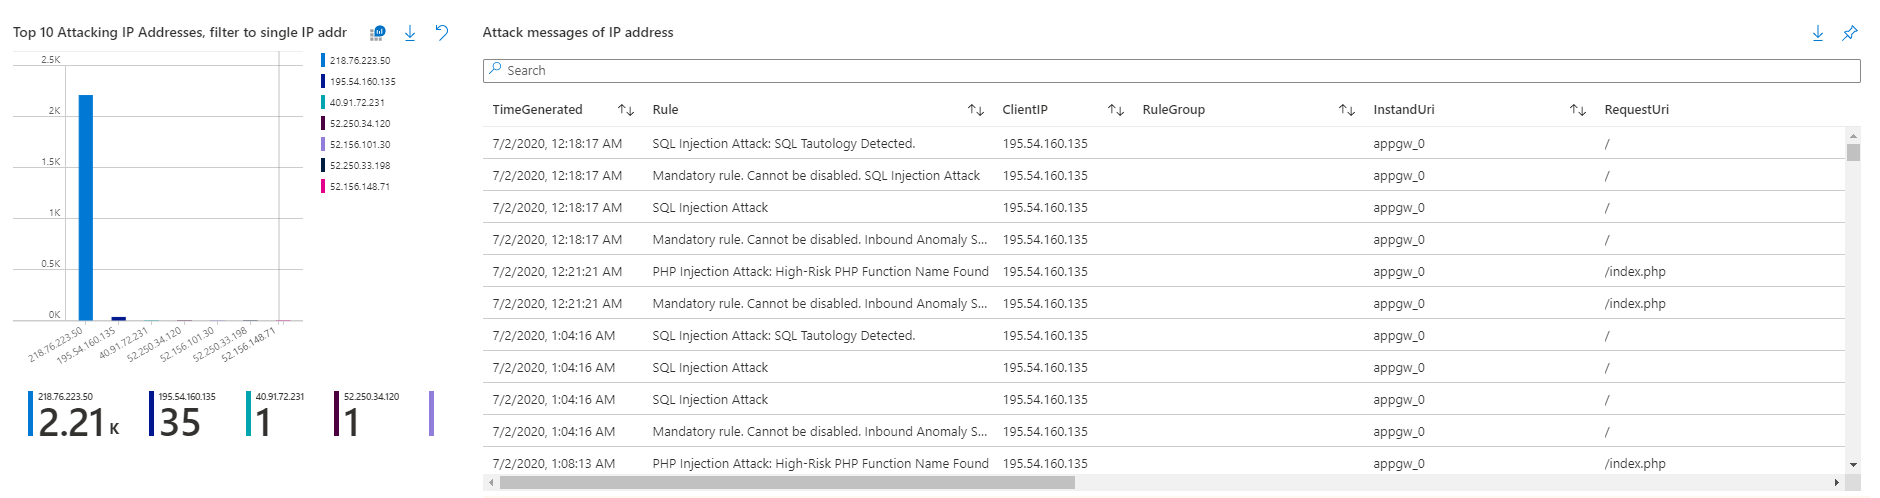 Top 10 Attacking IP Addresses, filter to single IP addr
2.5K
2K
1.5K
1K
0.5K
0K
218.76.223.50
195.54.160.135
40.91.72.231
52.250.34.120
52.156.101.30
52.250.33.198
52.156.148.71
218.76.223.50
195.54.160.135
40.91.72.231
52.250.34.120
52.156.101.30
52.250.33.198
52.156.148.71
218.76.223.50
2.21 K
195.54.160.135
35
40.91.72.231
1
52.250.34.120
1
Attack messages of IP address
Search
TimeGenerated Rule ClientIP RuleGroup InstandUri RequestUri
7/2/2020, 12:18:17 AM SQL Injection Attack: SQL Tautology Detected. 195.54.160.135 appgw_0 /
7/2/2020, 12:18:17 AM Mandatory rule. Cannot be disabled. SQL Injection Attack 195.54.160.135 appgw_0 /
7/2/2020, 12:18:17 AM SQL Injection Attack 195.54.160.135 appgw_0 /
7/2/2020, 12:18:17 AM Mandatory rule. Cannot be disabled. Inbound Anomaly S... 195.54.160.135 appgw_0 /
7/2/2020, 12:21:21 AM PHP Injection Attack: High-Risk PHP Function Name Found 195.54.160.135 appgw_0 /index.php
7/2/2020, 12:21:21 AM Mandatory rule. Cannot be disabled. Inbound Anomaly S... 195.54.160.135 appgw_0 /index.php
7/2/2020, 1:04:16 AM SQL Injection Attack: SQL Tautology Detected. 195.54.160.135 appgw_0 /
7/2/2020, 1:04:16 AM SQL Injection Attack 195.54.160.135 appgw_0 /
7/2/2020, 1:04:16 AM SQL Injection Attack 195.54.160.135 appgw_0 /
7/2/2020, 1:04:16 AM Mandatory rule. Cannot be disabled. Inbound Anomaly S... 195.54.160.135 appgw_0 /
7/2/2020, 1:08:13 AM PHP Injection Attack: High-Risk PHP Function Name Found 195.54.160.135 appgw_0 /index.php